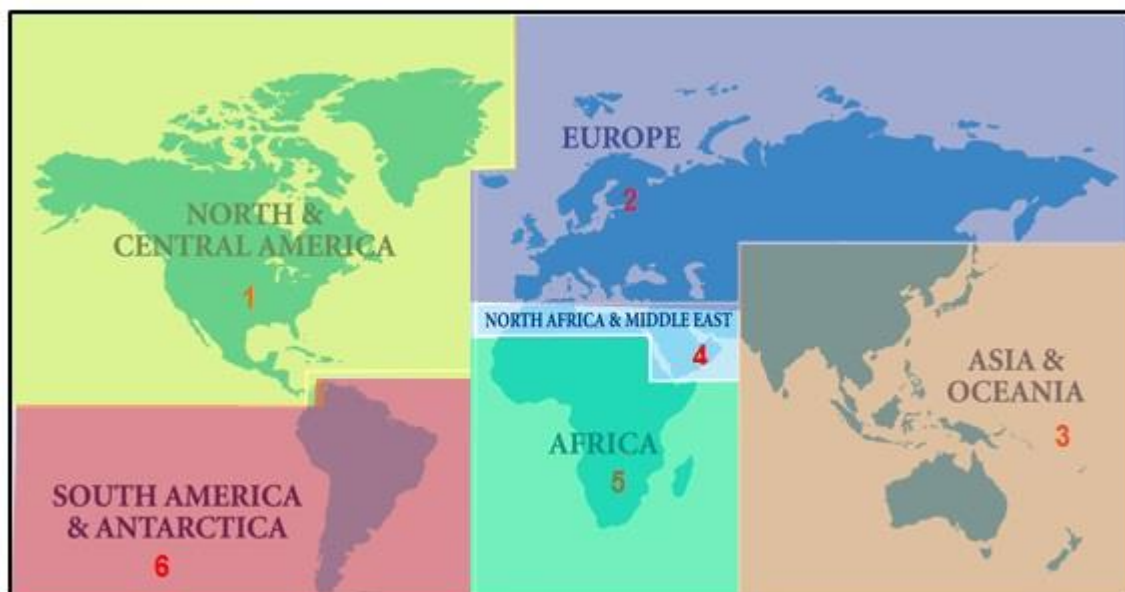 NORTH &
CENTRAL AMERICA
1
EUROPE
2
NORTH AFRICA & MIDDLE EAST
4
ASIA &
OCEANIA
3
AFRICA
5
SOUTH AMERICA
& ANTARCTICA
6